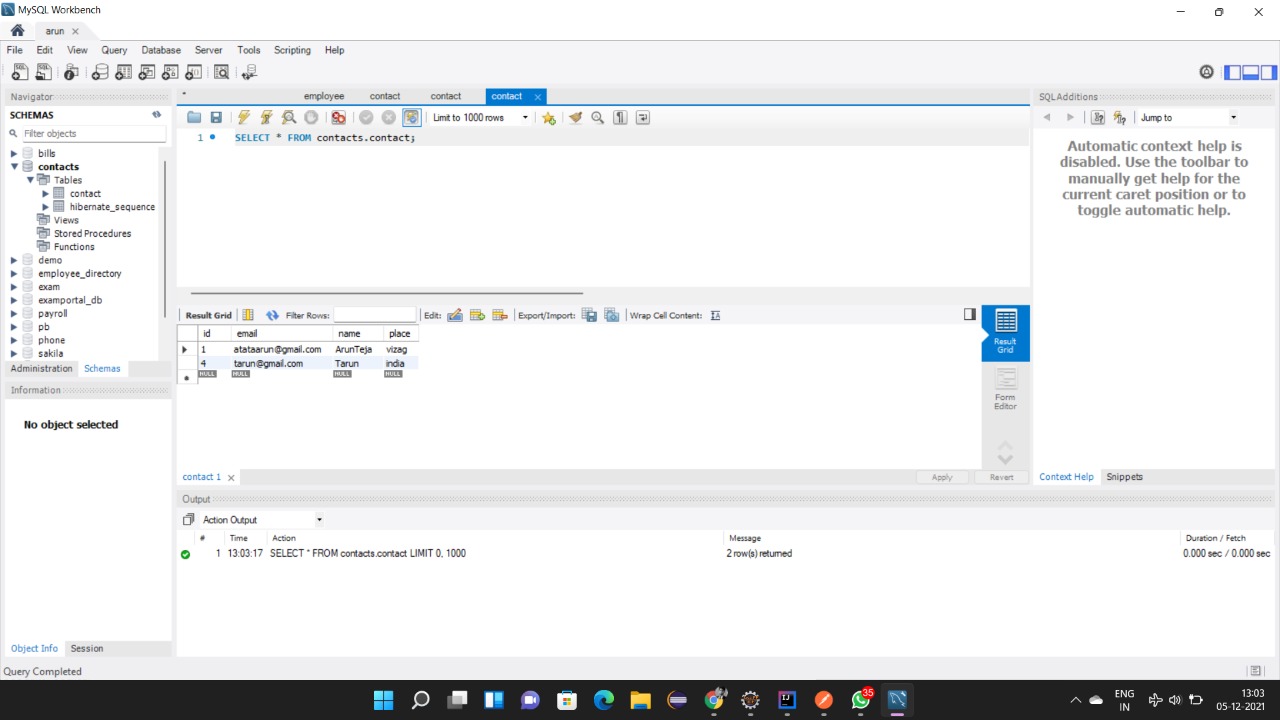 MySQL Workbench
arun
File Edit View Query Database Server Tools Scripting Help
Navigator
SCHEMAS
Filter objects
bills
contacts
Tables
contact
hibernate_sequence
Views
Stored Procedures
Functions
demo
employee_directory
exam
examportal_db
payroll
pb
phone
sakila
Administration Schemas
Information
No object selected
Object Info Session
employee contact contact contact
Limit to 1000 rows
1 SELECT * FROM contacts.contact;
Result Grid Filter Rows: Edit: Export/Import: Wrap Cell Content:
id email name place
1 atataarun@gmail.com ArunTeja vizag
4 tarun@gmail.com Tarun india
NULL NULL NULL NULL
Result
Grid
Form
Editor
contact 1 Apply Revert
SQLAdditions
Jump to
Automatic context help is
disabled. Use the toolbar to
manually get help for the
current caret position or to
toggle automatic help.
Context Help Snippets
Output
Action Output
# Time Action Message Duration / Fetch
1 13:03:17 SELECT * FROM contacts.contact LIMIT 0, 1000 2 row(s) returned 0.000 sec / 0.000 sec
Query Completed
35
ENG
IN
13:03
05-12-2021